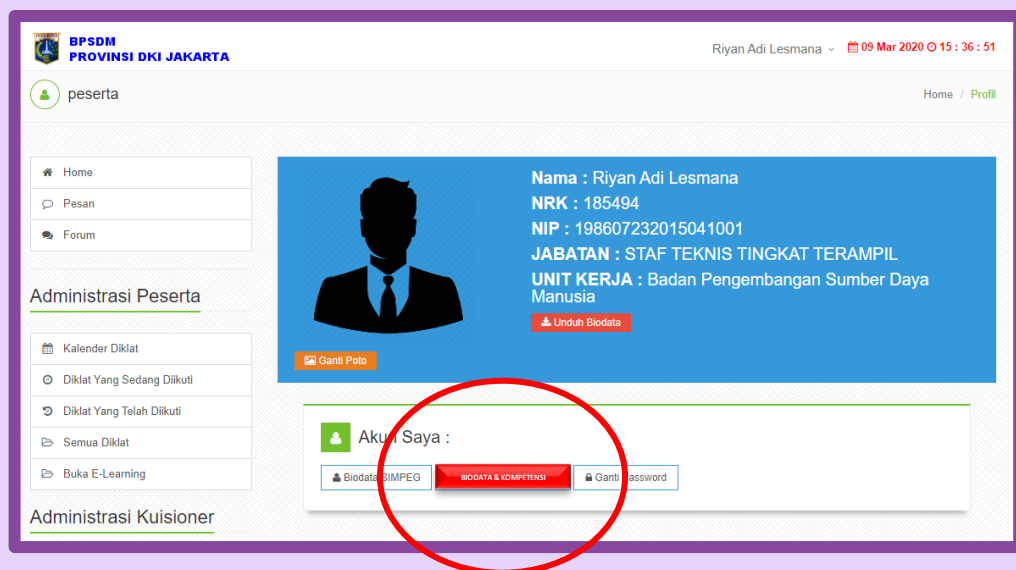 BPSDM
PROVINSI DKI JAKARTA
Riyan Adi Lesmana
09 Mar 2020 15 : 36 : 51
peserta
Home / Profil
Home
Pesan
Forum
Administrasi Peserta
Kalender Diklat
Diklat Yang Sedang Diikuti
Diklat Yang Telah Diikuti
Semua Diklat
Buka E-Learning
Administrasi Kuisioner
Nama : Riyan Adi Lesmana
NRK : 185494
NIP : 198607232015041001
JABATAN : STAF TEKNIS TINGKAT TERAMPIL
UNIT KERJA : Badan Pengembangan Sumber Daya
Manusia
Unduh Biodata
Ganti Poto
Akun Saya :
Biodata SIMPEG
BIODATA & KOMPETENSI
Ganti Password